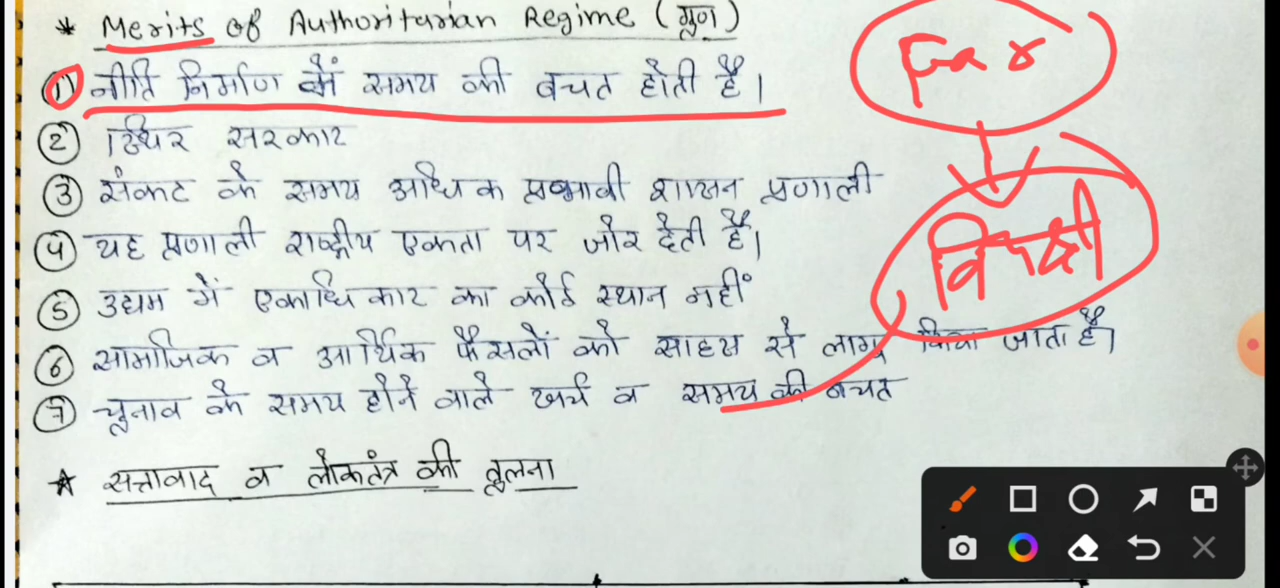 * Merits of Authoritarian Regime (गुण)
① नीति निर्माण में समय की बचत होती है।
② स्थिर सरकार
③ संकट के समय अधिक प्रभावी शासन प्रणाली
④ यह प्रणाली राष्ट्रीय एकता पर जोर देती है।
⑤ उद्यम में एकाधिकार का कोई स्थान नहीं
⑥ सामाजिक व आर्थिक फैसलों को साहस से लागू किया जाता है।
⑦ चुनाव के समय होने वाले खर्च व समय की बचत
* सत्तावाद व लोकतंत्र की तुलना